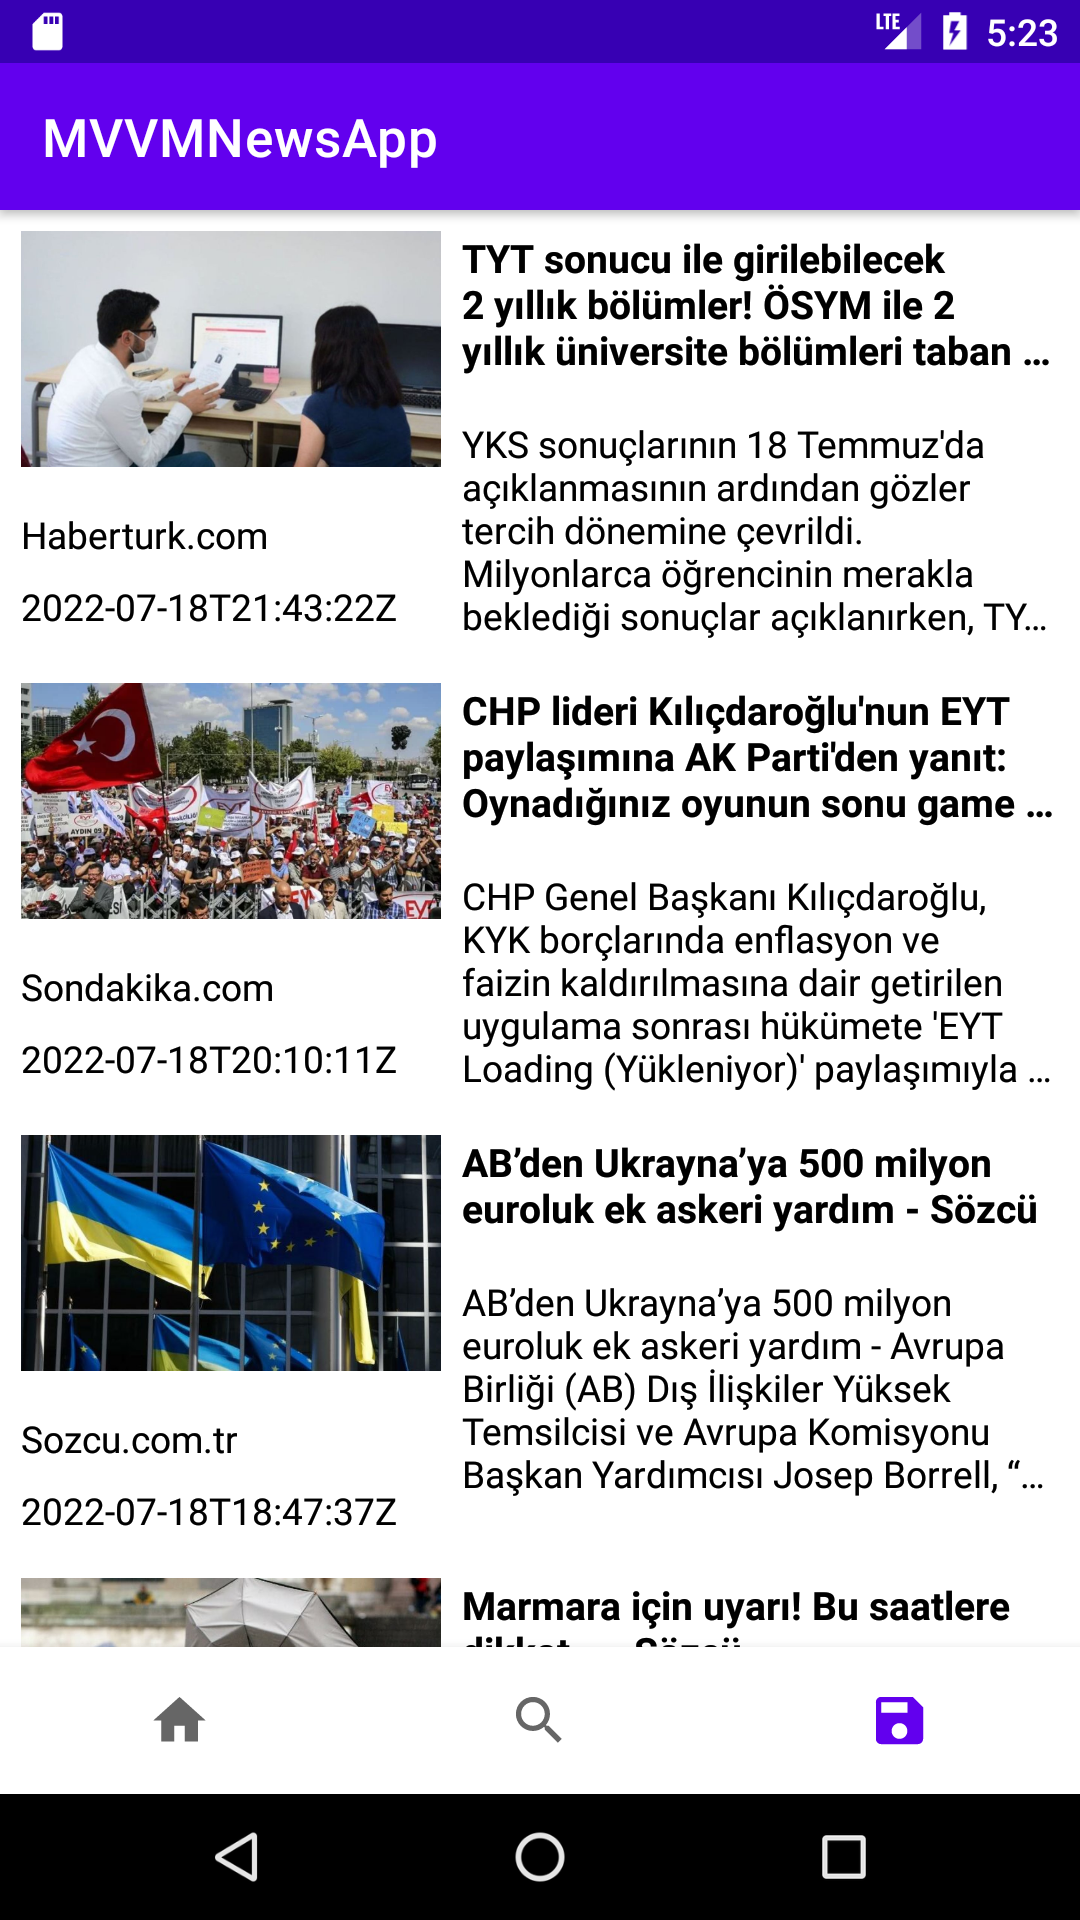 LTE 5:23
MVVMNewsApp
TYT sonucu ile girilebilecek
2 yıllık bölümler! ÖSYM ile 2
yıllık üniversite bölümleri taban ...
YKS sonuçlarının 18 Temmuz'da
açıklanmasının ardından gözler
tercih dönemine çevrildi.
Milyonlarca öğrencinin merakla
beklediği sonuçlar açıklanırken, TY...
Haberturk.com
2022-07-18T21:43:22Z
CHP lideri Kılıçdaroğlu'nun EYT
paylaşımına AK Parti'den yanıt:
Oynadığınız oyunun sonu game ...
CHP Genel Başkanı Kılıçdaroğlu,
KYK borçlarında enflasyon ve
faizin kaldırılmasına dair getirilen
uygulama sonrası hükümete 'EYT
Loading (Yükleniyor)' paylaşımıyla ...
AYDIN 09
EYT
Sondakika.com
2022-07-18T20:10:11Z
AB’den Ukrayna’ya 500 milyon
euroluk ek askeri yardım - Sözcü
AB’den Ukrayna’ya 500 milyon
euroluk ek askeri yardım - Avrupa
Birliği (AB) Dış İlişkiler Yüksek
Temsilcisi ve Avrupa Komisyonu
Başkan Yardımcısı Josep Borrell, “...
Sozcu.com.tr
2022-07-18T18:47:37Z
Marmara için uyarı! Bu saatlere
dikkat... - Sözcü